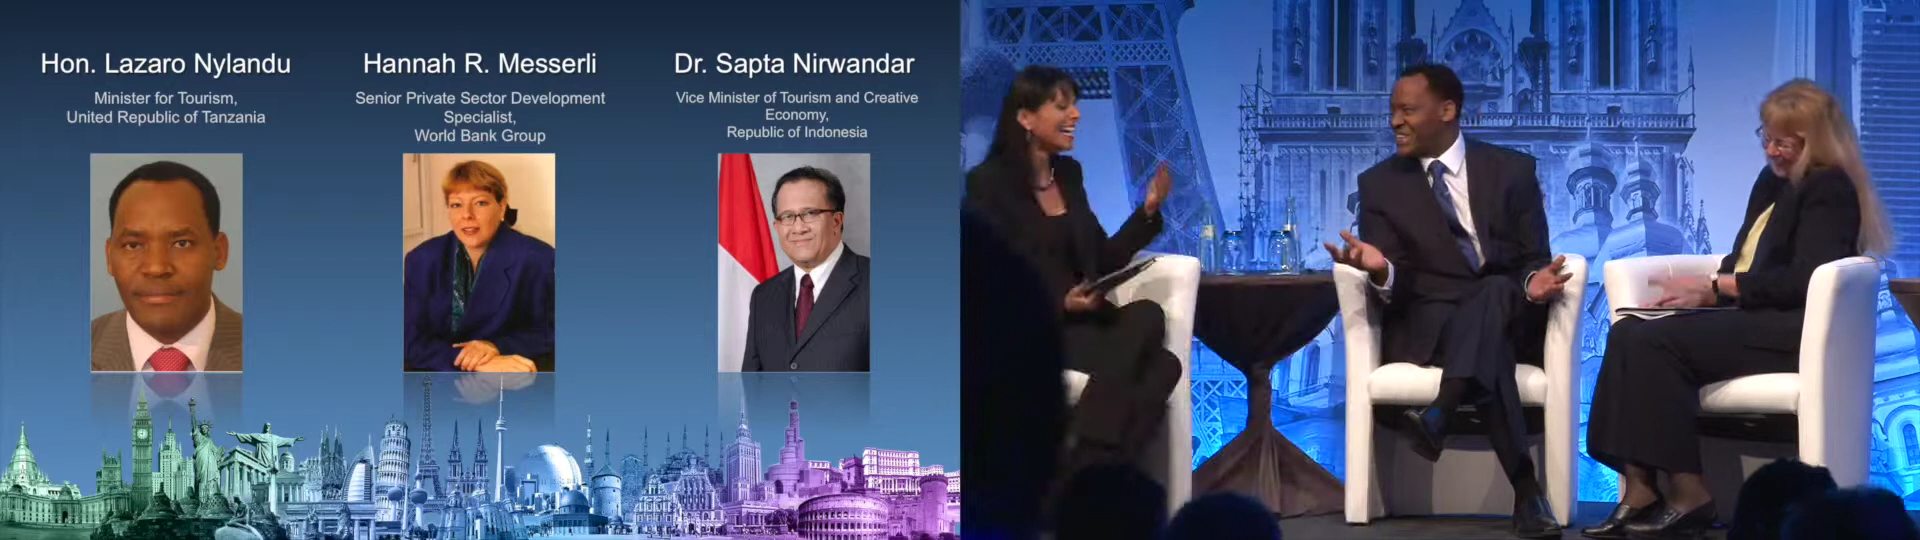 Hon. Lazaro Nylandu
Minister for Tourism,
United Republic of Tanzania
Hannah R. Messerli
Senior Private Sector Development
Specialist,
World Bank Group
Dr. Sapta Nirwandar
Vice Minister of Tourism and Creative
Economy,
Republic of Indonesia